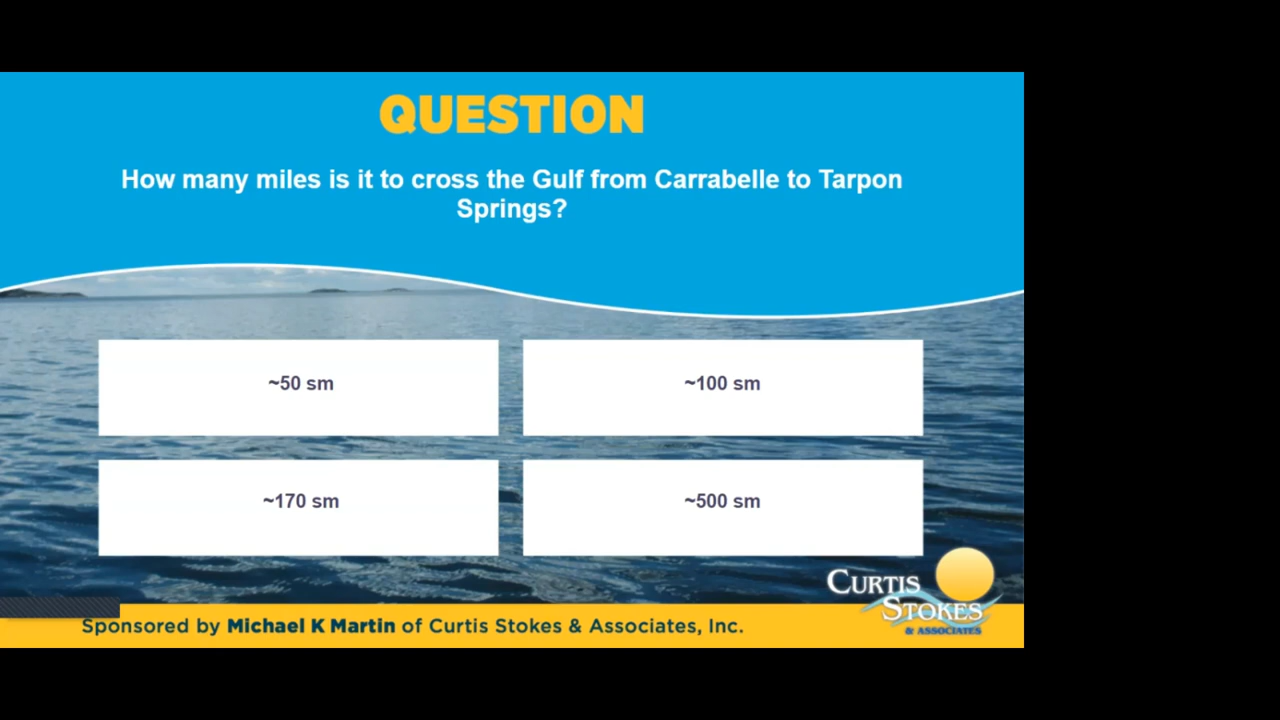 QUESTION
How many miles is it to cross the Gulf from Carrabelle to Tarpon
Springs?
~50 sm
~100 sm
~170 sm
~500 sm
CURTIS
STOKES
& ASSOCIATES
Sponsored by Michael K Martin of Curtis Stokes & Associates, Inc.